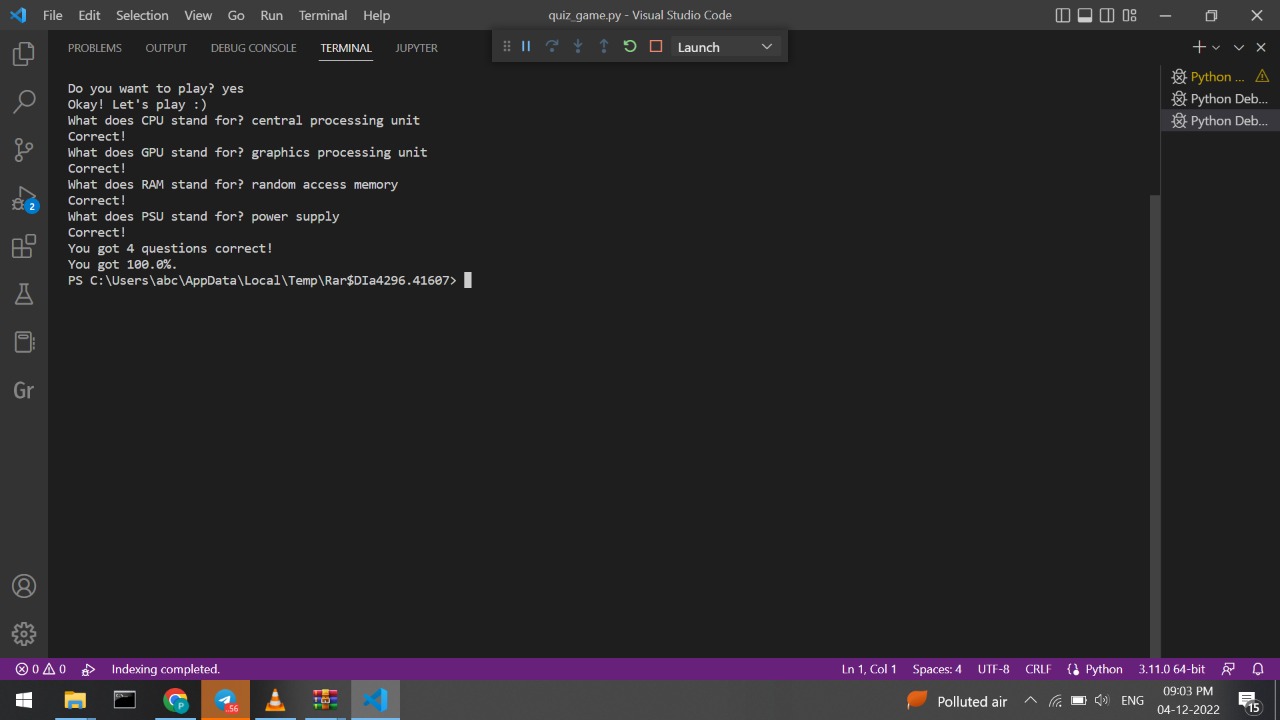 File Edit Selection View Go Run Terminal Help
quiz_game.py - Visual Studio Code
PROBLEMS OUTPUT DEBUG CONSOLE TERMINAL JUPYTER
Launch
Do you want to play? yes
Okay! Let's play :)
What does CPU stand for? central processing unit
Correct!
What does GPU stand for? graphics processing unit
Correct!
What does RAM stand for? random access memory
Correct!
What does PSU stand for? power supply
Correct!
You got 4 questions correct!
You got 100.0%.
PS C:\Users\abc\AppData\Local\Temp\Rar$DIa4296.41607>
Python ...
Python Deb...
Python Deb...
2
Gr
0 0 Indexing completed.
Ln 1, Col 1 Spaces: 4 UTF-8 CRLF Python 3.11.0 64-bit
P
..56
Polluted air
ENG
09:03 PM
04-12-2022
15